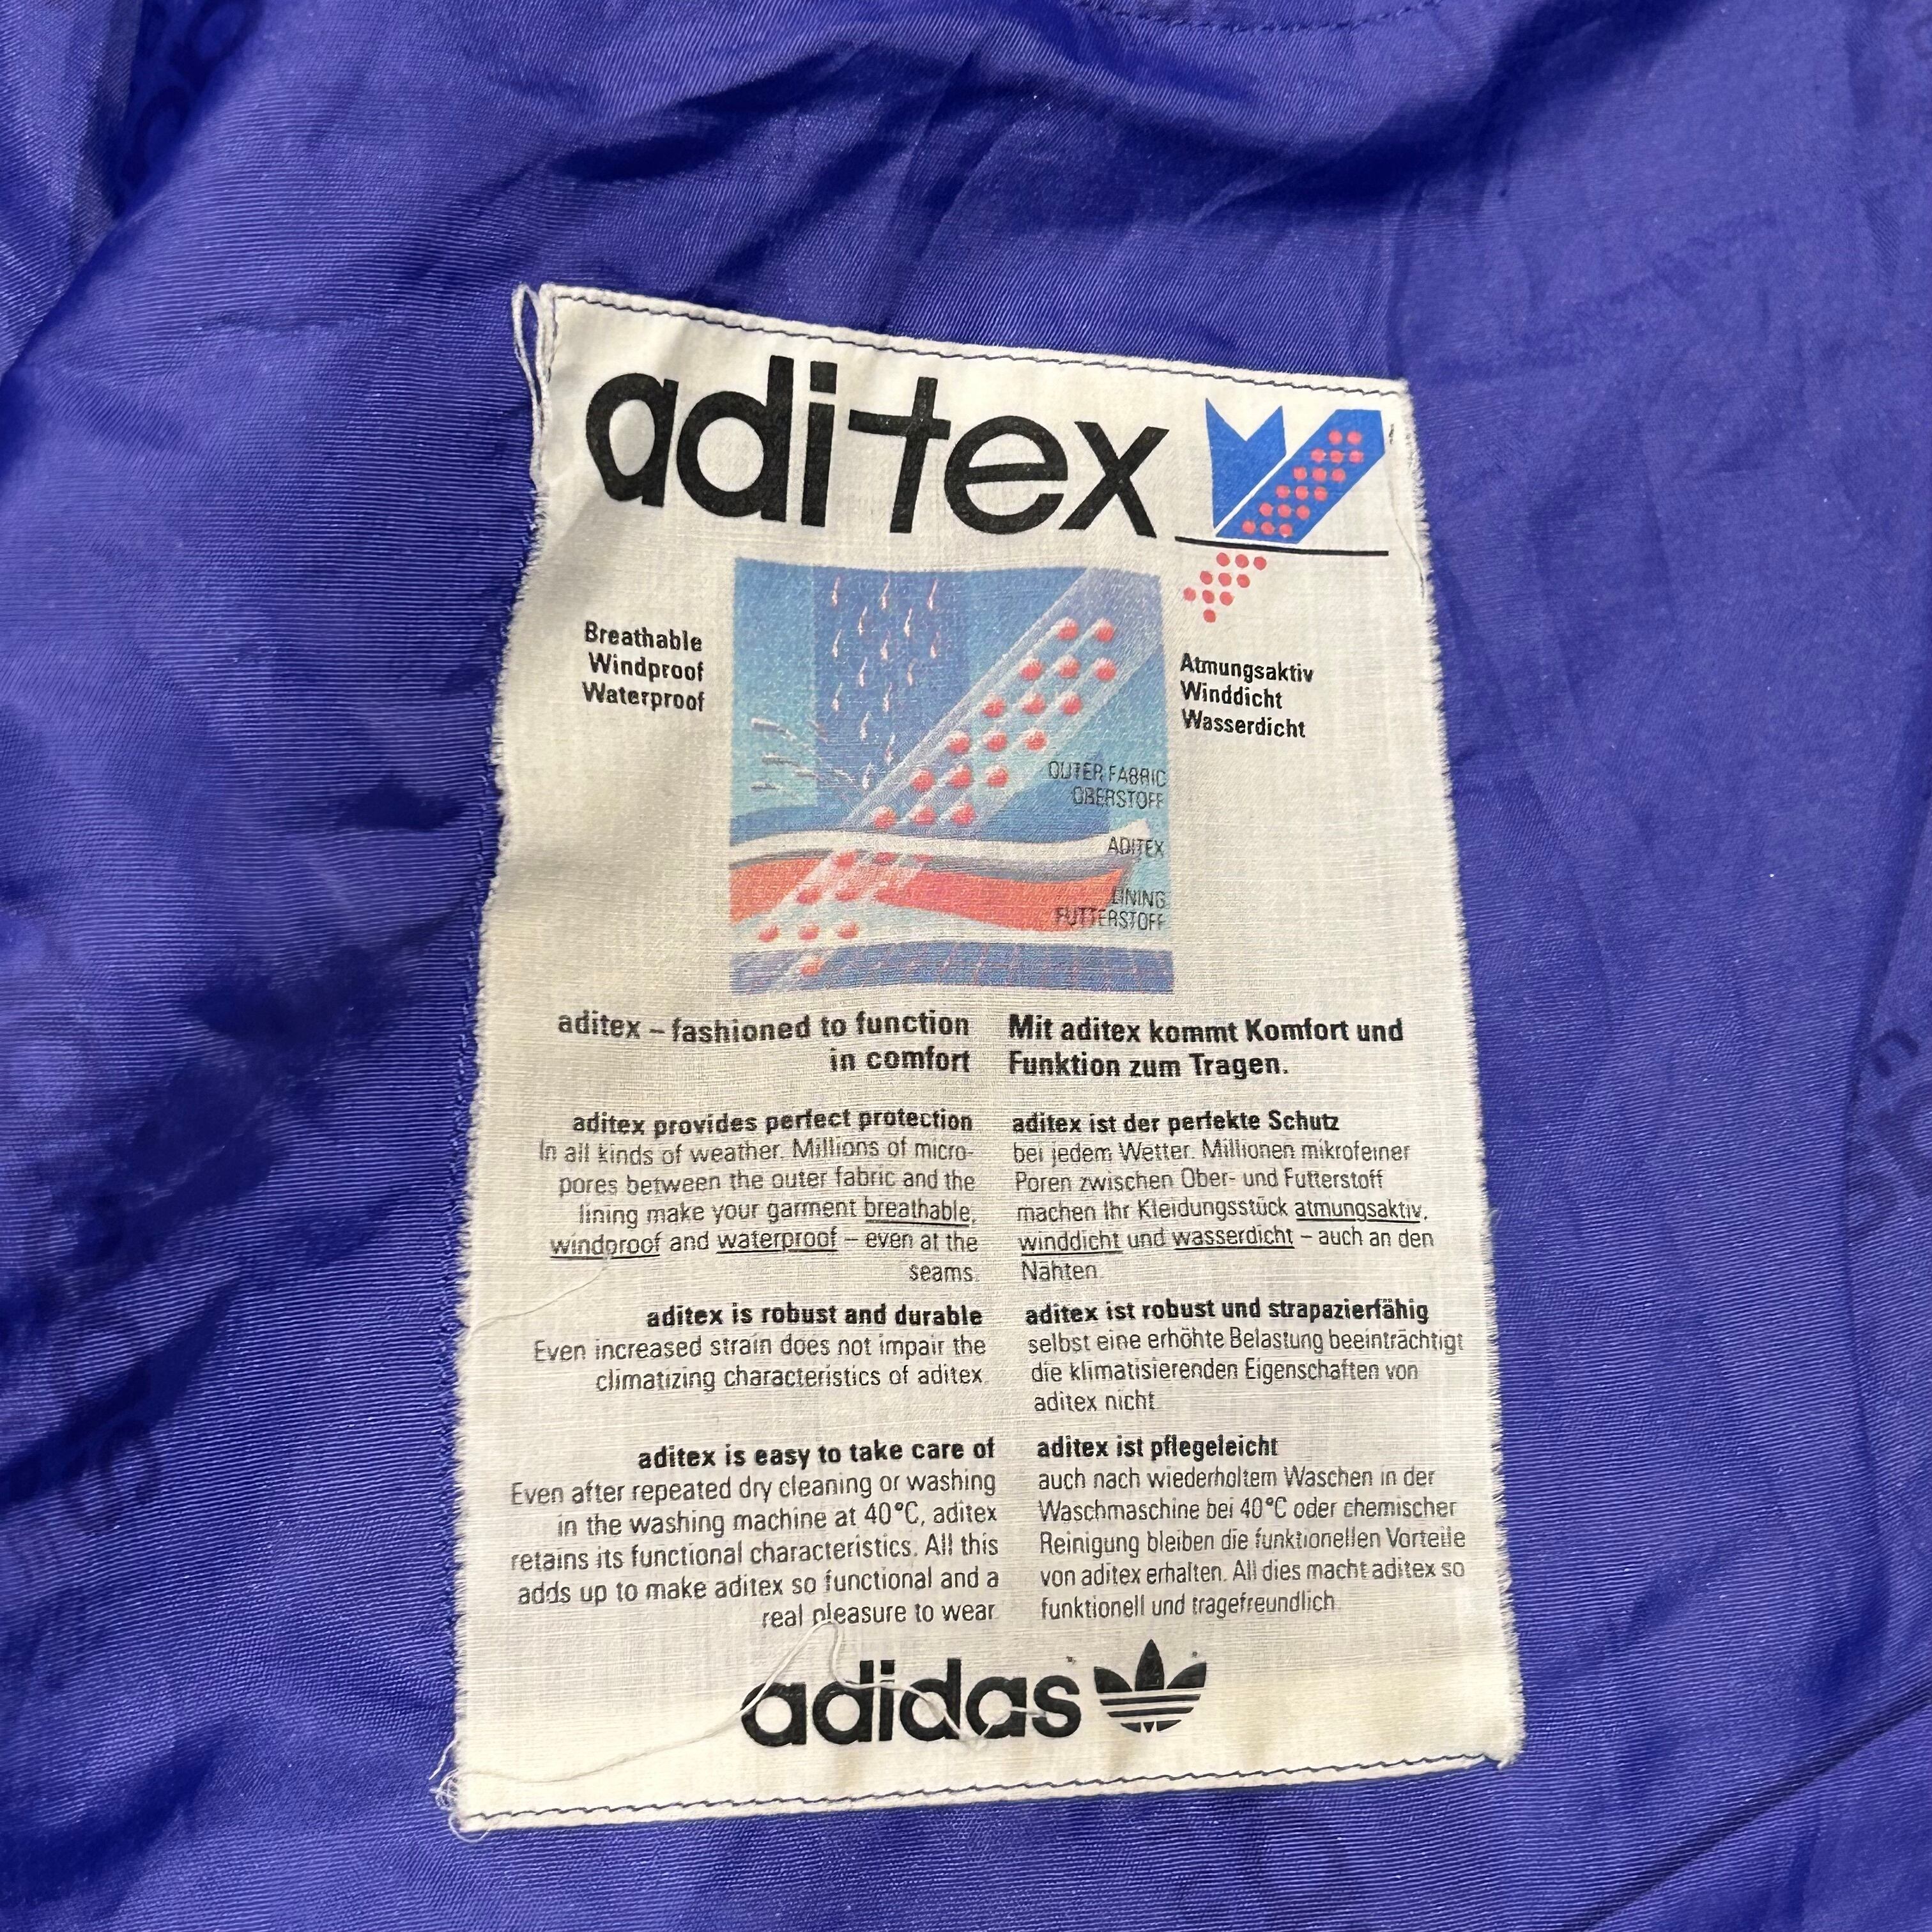 aditex
Breathable
Windproof
Waterproof
Atmungsaktiv
Winddicht
Wasserdicht
OUTER FABRIC
OBERSTOFF
ADITEX
LINING
FUTTERSTOFF
aditex – fashioned to function
in comfort
aditex provides perfect protection
In all kinds of weather. Millions of micro-
pores between the outer fabric and the
lining make your garment breathable,
windproof and waterproof – even at the
seams.
aditex is robust and durable
Even increased strain does not impair the
climatizing characteristics of aditex.
aditex is easy to take care of
Even after repeated dry cleaning or washing
in the washing machine at 40°C, aditex
retains its functional characteristics. All this
adds up to make aditex so functional and a
real pleasure to wear.
Mit aditex kommt Komfort und
Funktion zum Tragen.
aditex ist der perfekte Schutz
bei jedem Wetter. Millionen mikrofeiner
Poren zwischen Ober- und Futterstoff
machen Ihr Kleidungsstück atmungsaktiv,
winddicht und wasserdicht – auch an den
Nähten.
aditex ist robust und strapazierfähig
selbst eine erhöhte Belastung beeinträchtigt
die klimatisierenden Eigenschaften von
aditex nicht.
aditex ist pflegeleicht
auch nach wiederholtem Waschen in der
Waschmaschine bei 40°C oder chemischer
Reinigung bleiben die funktionellen Vorteile
von aditex erhalten. All dies macht aditex so
funktionell und tragefreundlich.
adidas